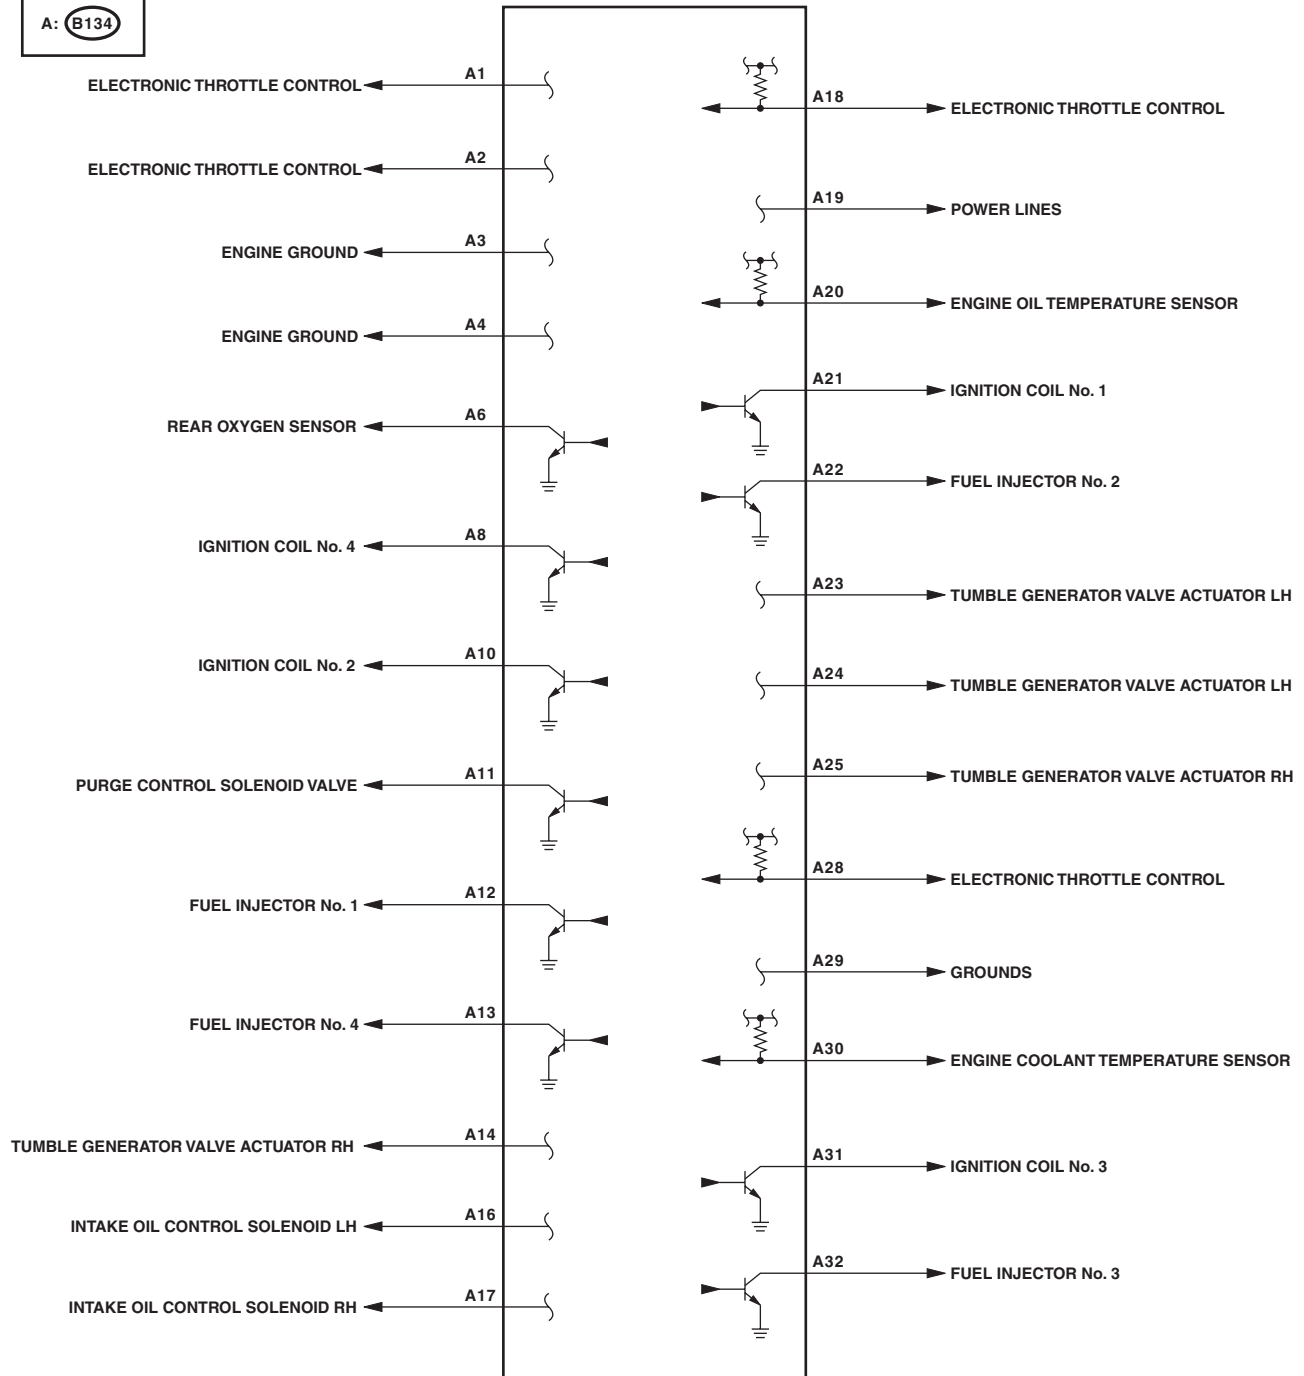 A: B134
A1
ELECTRONIC THROTTLE CONTROL
A2
ELECTRONIC THROTTLE CONTROL
A3
ENGINE GROUND
A4
ENGINE GROUND
A6
REAR OXYGEN SENSOR
A8
IGNITION COIL No. 4
A10
IGNITION COIL No. 2
A11
PURGE CONTROL SOLENOID VALVE
A12
FUEL INJECTOR No. 1
A13
FUEL INJECTOR No. 4
A14
TUMBLE GENERATOR VALVE ACTUATOR RH
A16
INTAKE OIL CONTROL SOLENOID LH
A17
INTAKE OIL CONTROL SOLENOID RH
A18
ELECTRONIC THROTTLE CONTROL
A19
POWER LINES
A20
ENGINE OIL TEMPERATURE SENSOR
A21
IGNITION COIL No. 1
A22
FUEL INJECTOR No. 2
A23
TUMBLE GENERATOR VALVE ACTUATOR LH
A24
TUMBLE GENERATOR VALVE ACTUATOR LH
A25
TUMBLE GENERATOR VALVE ACTUATOR RH
A28
ELECTRONIC THROTTLE CONTROL
A29
GROUNDS
A30
ENGINE COOLANT TEMPERATURE SENSOR
A31
IGNITION COIL No. 3
A32
FUEL INJECTOR No. 3